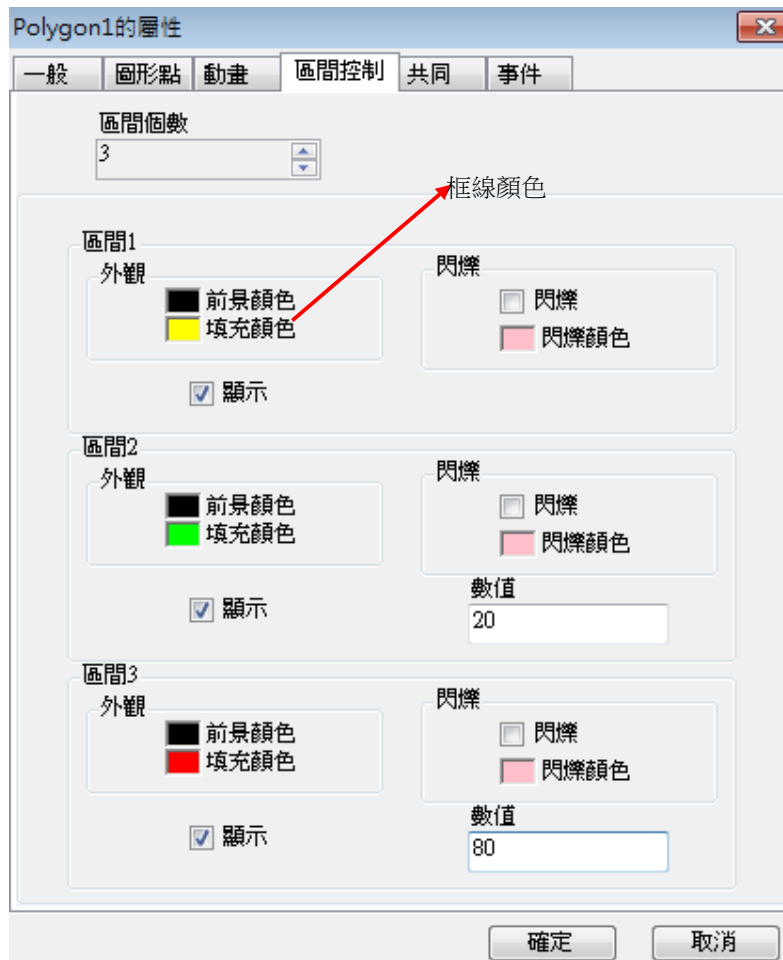 Polygon1的屬性
一般 圖形點 動畫 區間控制 共同 事件
區間個數
3
框線顏色
區間1
外觀
前景顏色
填充顏色
顯示
閃爍
閃爍
閃爍顏色
區間2
外觀
前景顏色
填充顏色
顯示
閃爍
閃爍
閃爍顏色
數值
20
區間3
外觀
前景顏色
填充顏色
顯示
閃爍
閃爍
閃爍顏色
數值
80
確定 取消